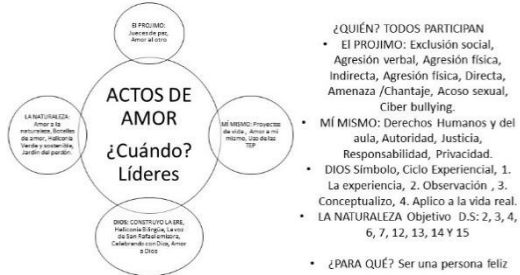 El PROJIMO:
Jueces de paz,
Amor al otro
ACTOS DE
AMOR
¿Cuándo?
Líderes
LA NATURALEZA:
Amor a la
naturaleza, Botellas
de amor, Heliconia
Verde y sostenible,
Jardín del perdón.
MÍ MISMO: Proyectos
de vida, Amor a mí
mismo, Uso de las
TEP
DIOS: CONSTRUYO LA ERE,
Heliconia Bilingüe, La voz
de San Rafael emisora,
Celebrando con Dios, Amor
a Dios
¿QUIÉN? TODOS PARTICIPAN
• El PROJIMO: Exclusión social,
Agresión verbal, Agresión física,
Indirecta, Agresión física, Directa,
Amenaza /Chantaje, Acoso sexual,
Ciber bullying.
• MÍ MISMO: Derechos Humanos y del
aula, Autoridad, Justicia,
Responsabilidad, Privacidad.
• DIOS Símbolo, Ciclo Experiencial, 1.
La experiencia, 2. Observación , 3.
Conceptualizo, 4. Aplico a la vida real.
• LA NATURALEZA Objetivo D.S: 2, 3, 4,
6, 7, 12, 13, 14 Y 15
• ¿PARA QUÉ? Ser una persona feliz